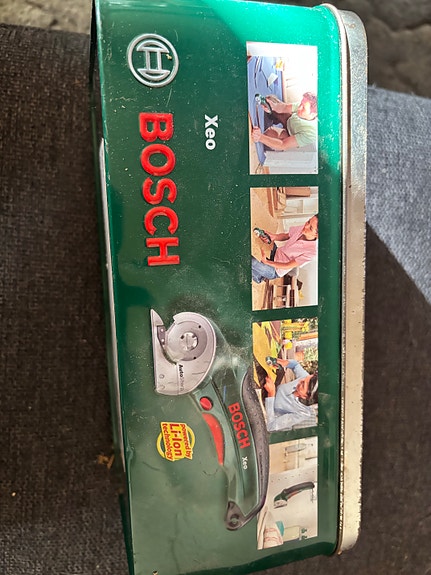 BOSCH
Xeo
BOSCH
Xeo
Powered by
Li-Ion
technology